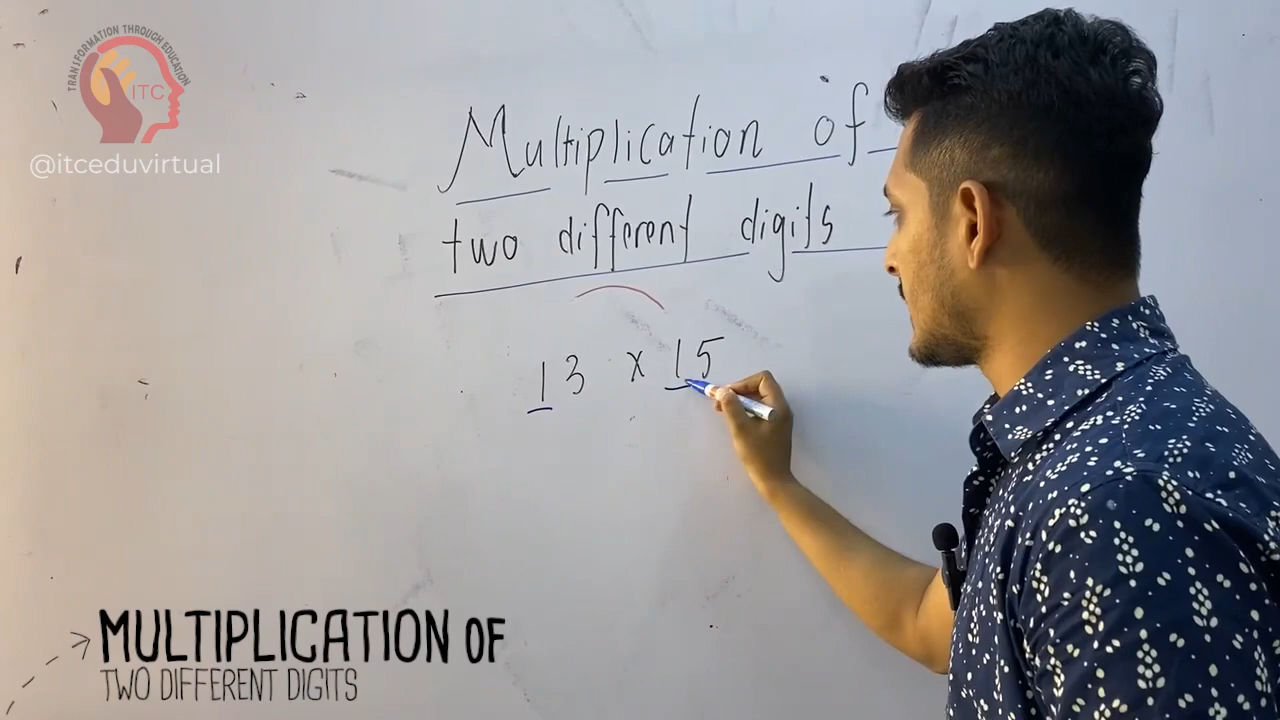 TRANSFORMATION THROUGH EDUCATION
ITC
@itceduvirtual
Multiplication of
two different digits
13 x 15
MULTIPLICATION OF
TWO DIFFERENT DIGITS